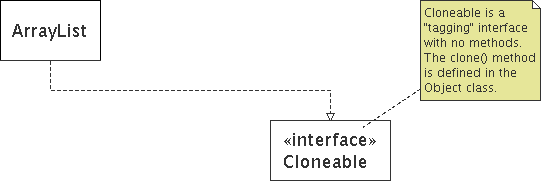 ArrayList
Cloneable is a
"tagging" interface
with no methods.
The clone() method
is defined in the
Object class.
«interface»
Cloneable